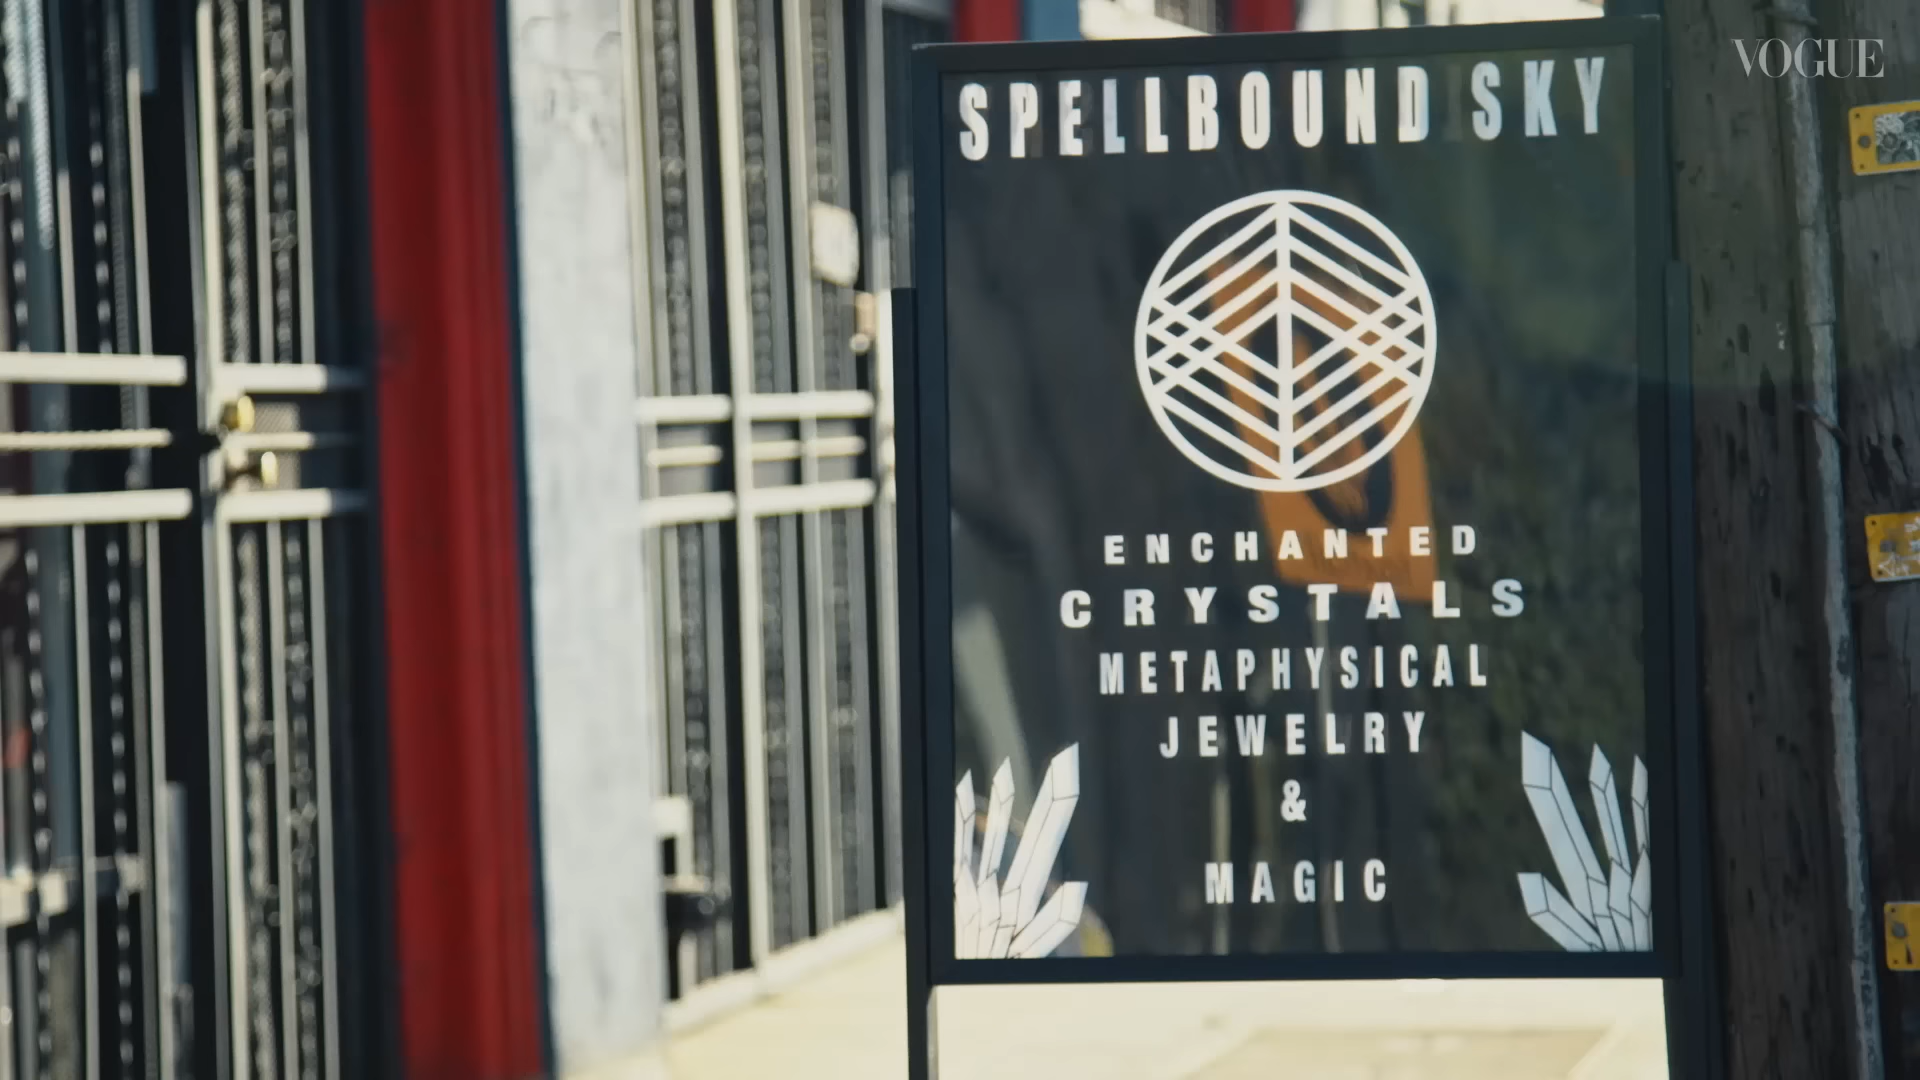 VOGUE
SPELLBOUND SKY
ENCHANTED
CRYSTALS
METAPHYSICAL
JEWELRY
&
MAGIC